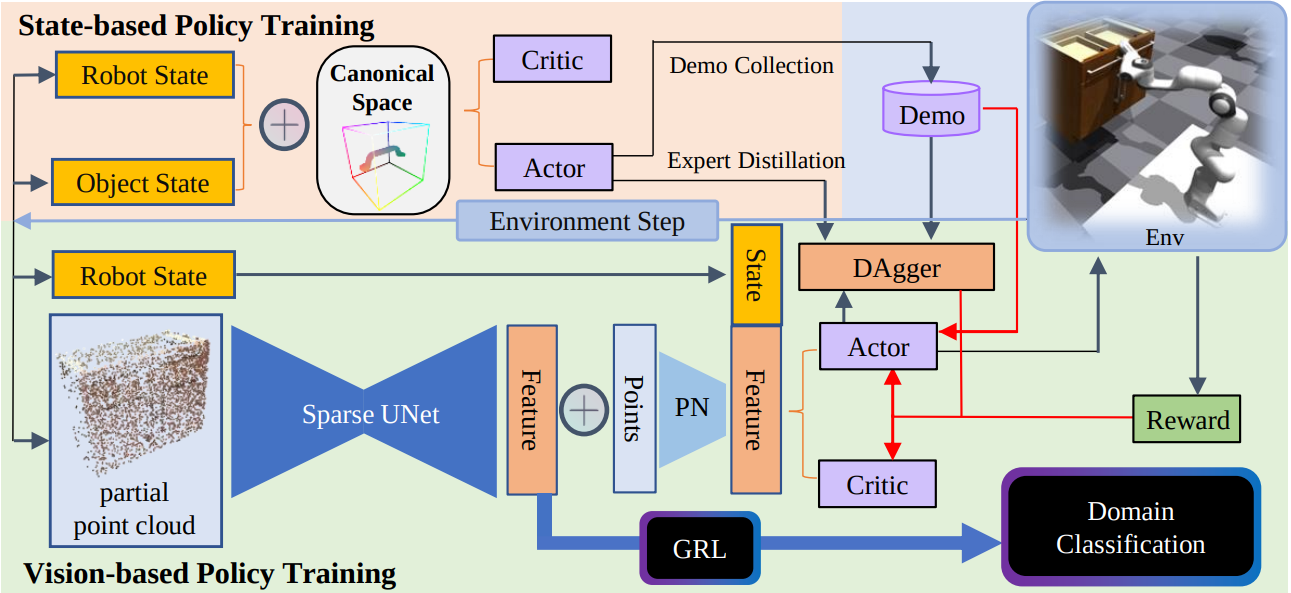 State-based Policy Training
Robot State
Object State
Canonical
Space
Critic
Actor
Demo Collection
Expert Distillation
Demo
Env
Environment Step
Robot State
State
DAgger
partial
point cloud
Sparse UNet
Feature
Points
PN
Feature
Actor
Critic
Reward
GRL
Domain
Classification
Vision-based Policy Training